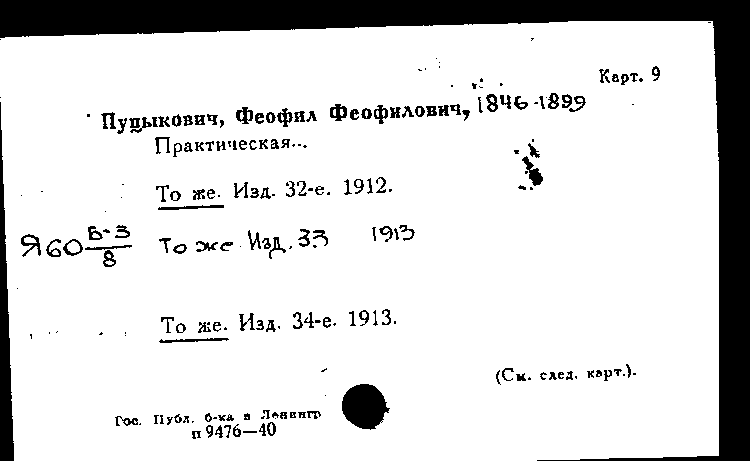 Карт. 9
Пуцыкович, Феофил Феофилович, 1846-1899
Практическая...
То же. Изд. 32-е. 1912.
Я60 Б-3/8 То же Изд. 33 1913
То же. Изд. 34-е. 1913.
(См. след. карт.).
Гос. Публ. б-ка в Ленингр
п 9476—40